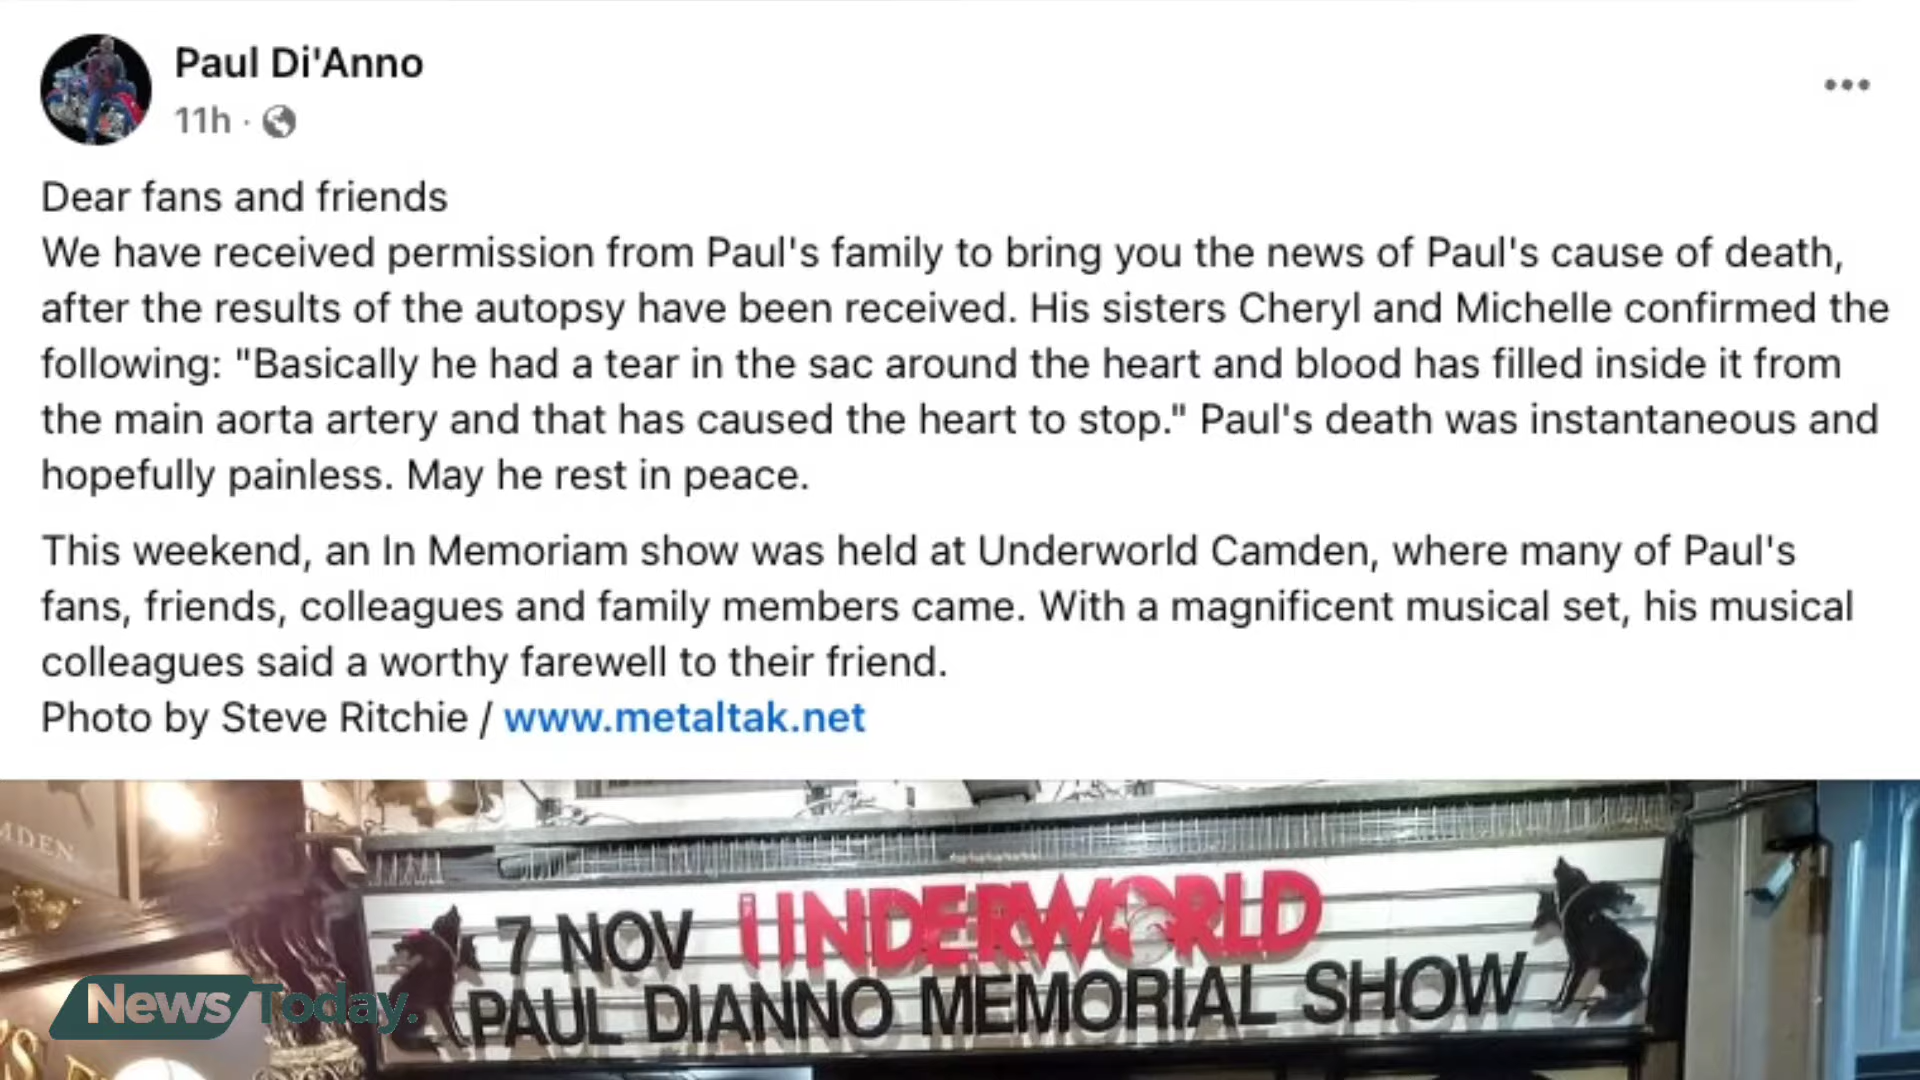 Paul Di'Anno
11h ·
Dear fans and friends
We have received permission from Paul's family to bring you the news of Paul's cause of death,
after the results of the autopsy have been received. His sisters Cheryl and Michelle confirmed the
following: "Basically he had a tear in the sac around the heart and blood has filled inside it from
the main aorta artery and that has caused the heart to stop." Paul's death was instantaneous and
hopefully painless. May he rest in peace.
This weekend, an In Memoriam show was held at Underworld Camden, where many of Paul's
fans, friends, colleagues and family members came. With a magnificent musical set, his musical
colleagues said a worthy farewell to their friend.
Photo by Steve Ritchie / www.metaltak.net
MDEN
7 NOV UNDERWORLD
PAUL DIANNO MEMORIAL SHOW
News Today.